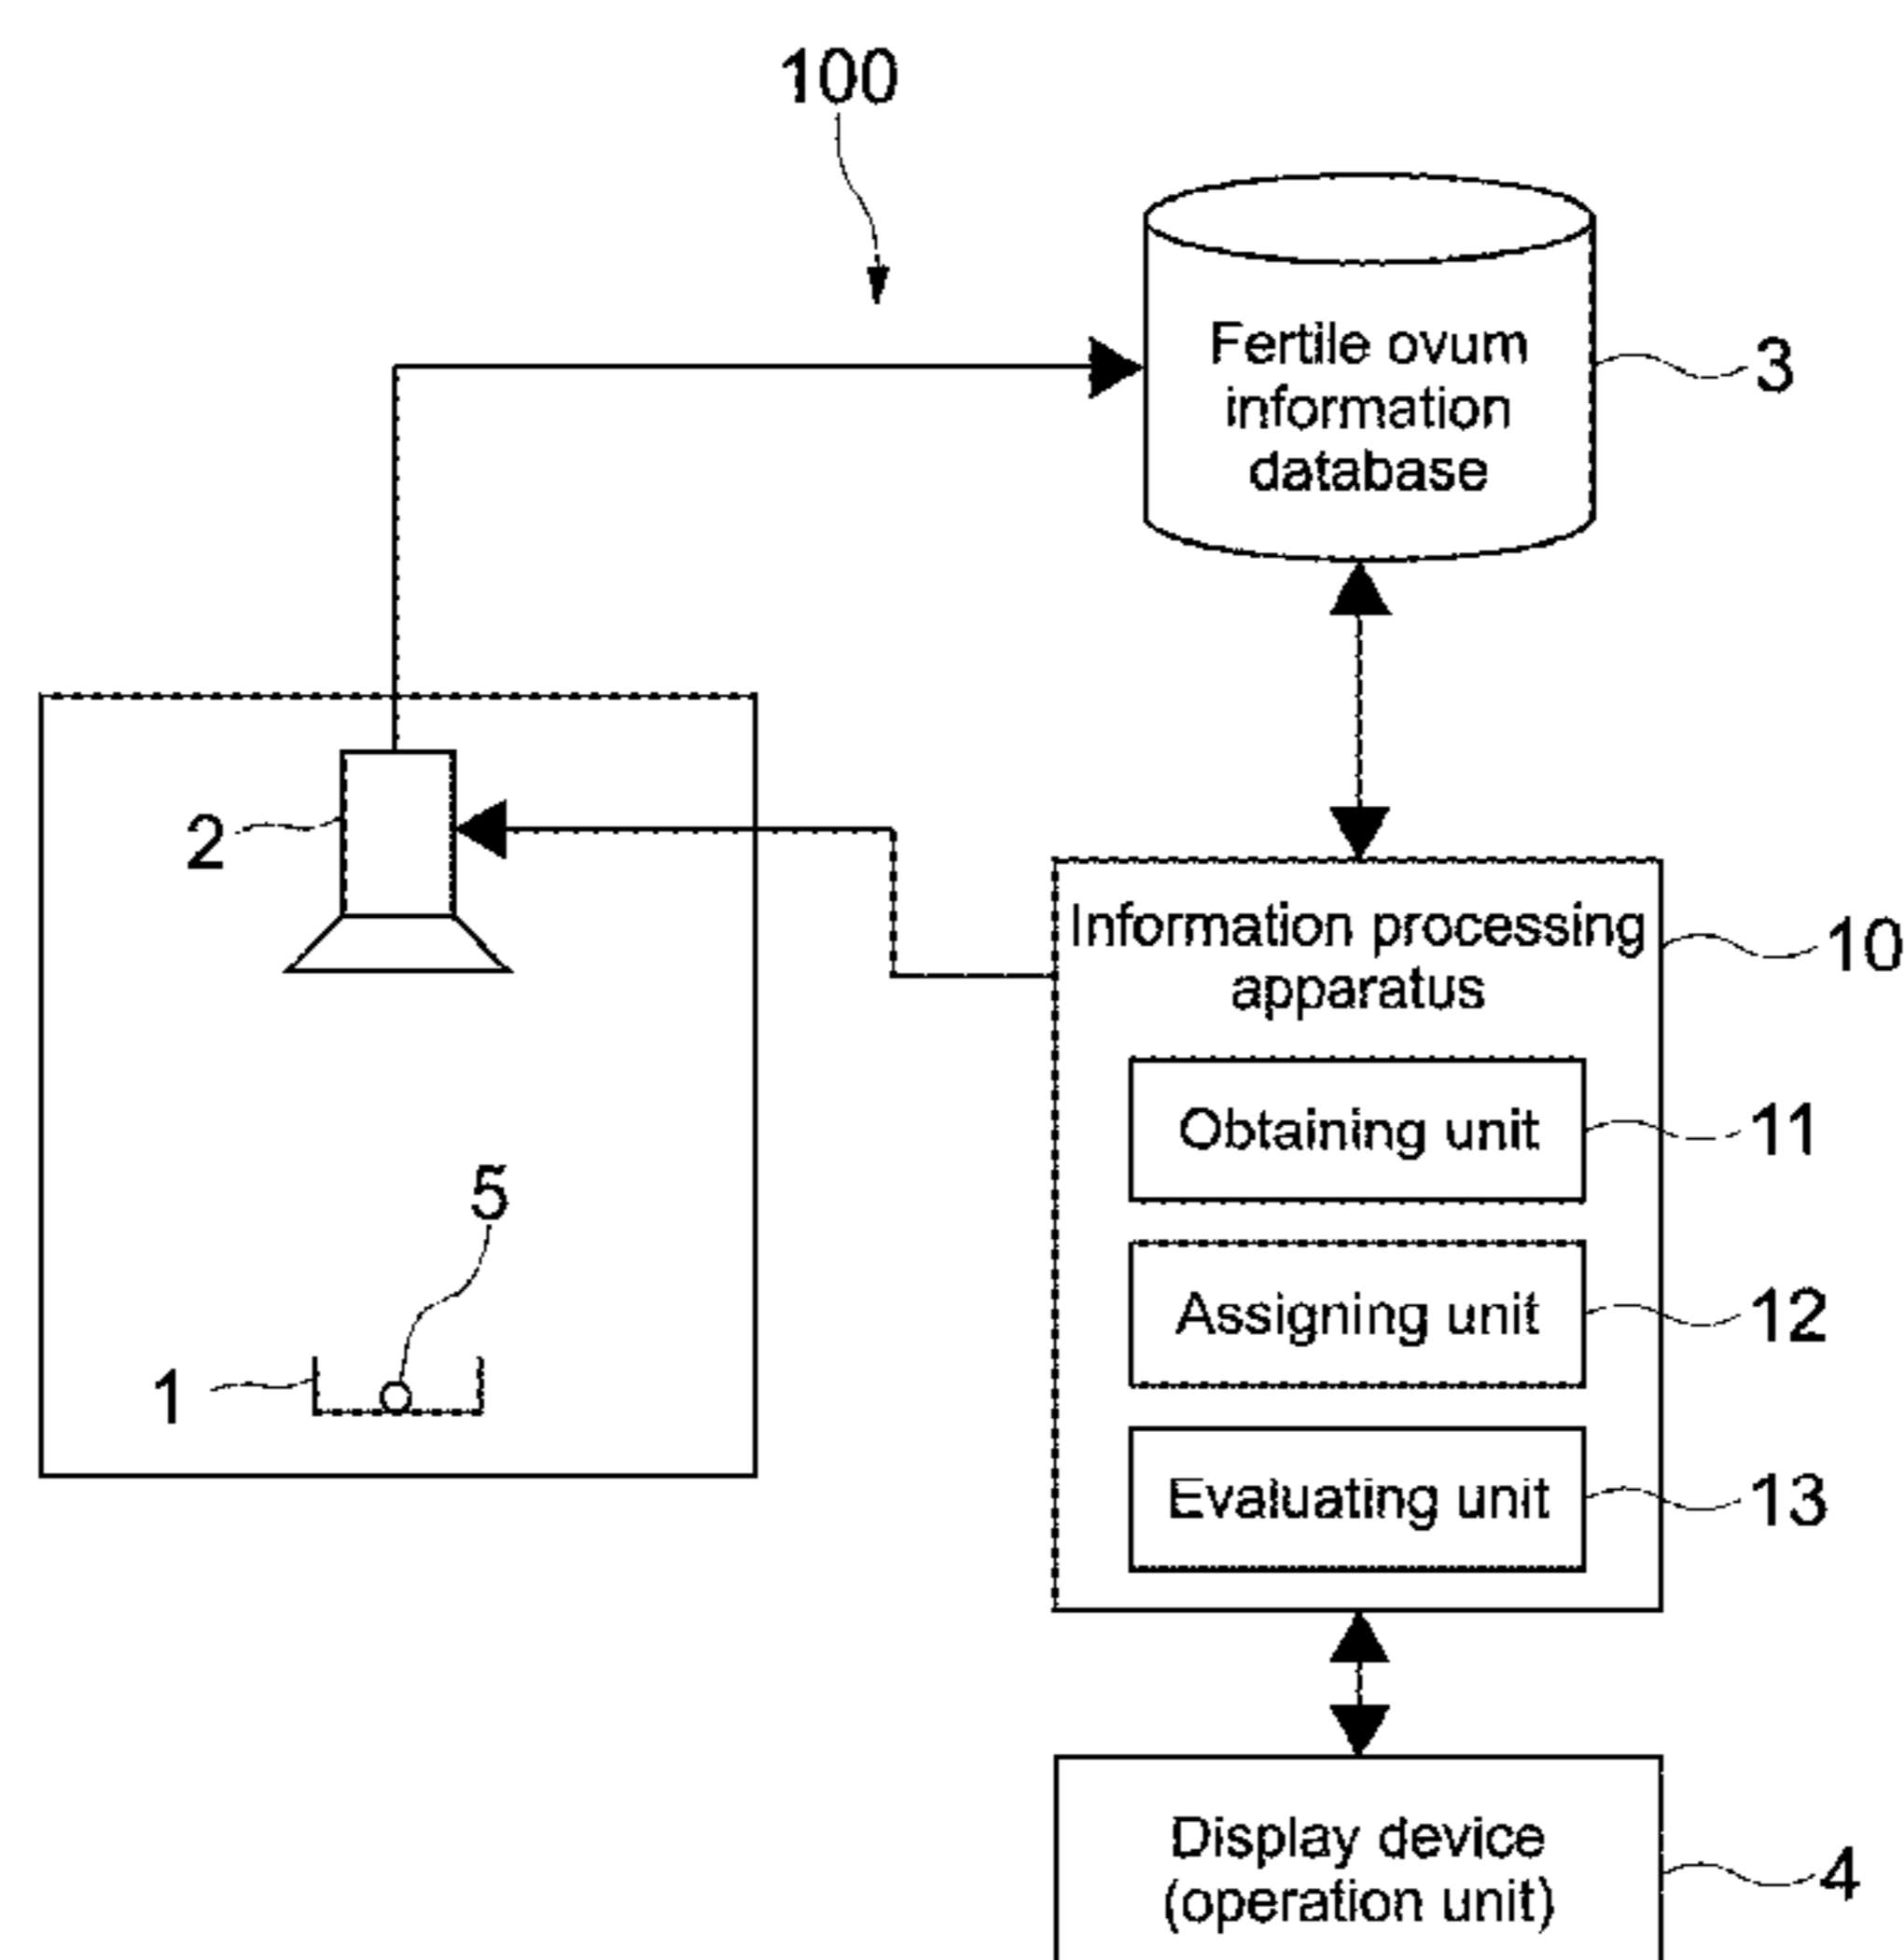 100
Fertile ovum
information
database
3
2
Information processing
apparatus
10
Obtaining unit
11
5
Assigning unit
12
1
Evaluating unit
13
Display device
(operation unit)
4